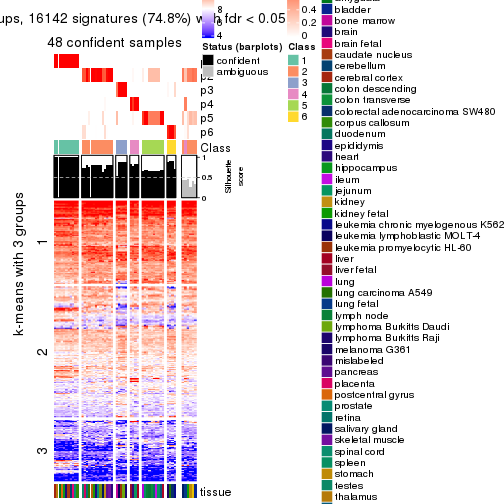 ups, 16142 signatures (74.8%) with fdr < 0.05
48 confident samples
p2
p3
p4
p5
p6
Class
1
0.5
0
Silhouette
score
k-means with 3 groups
1
2
3
tissue
8
6
4
Status (barplots)
confident
ambiguous
0.4
0.2
0
Class
1
2
3
4
5
6
bladder
bone marrow
brain
brain fetal
caudate nucleus
cerebellum
cerebral cortex
colon descending
colon transverse
colorectal adenocarcinoma SW480
corpus callosum
duodenum
epididymis
heart
hippocampus
ileum
jejunum
kidney
kidney fetal
leukemia chronic myelogenous K562
leukemia lymphoblastic MOLT-4
leukemia promyelocytic HL-60
liver
liver fetal
lung
lung carcinoma A549
lung fetal
lymph node
lymphoma Burkitts Daudi
lymphoma Burkitts Raji
melanoma G361
mislabeled
pancreas
placenta
postcentral gyrus
prostate
retina
salivary gland
skeletal muscle
spinal cord
spleen
stomach
testes
thalamus